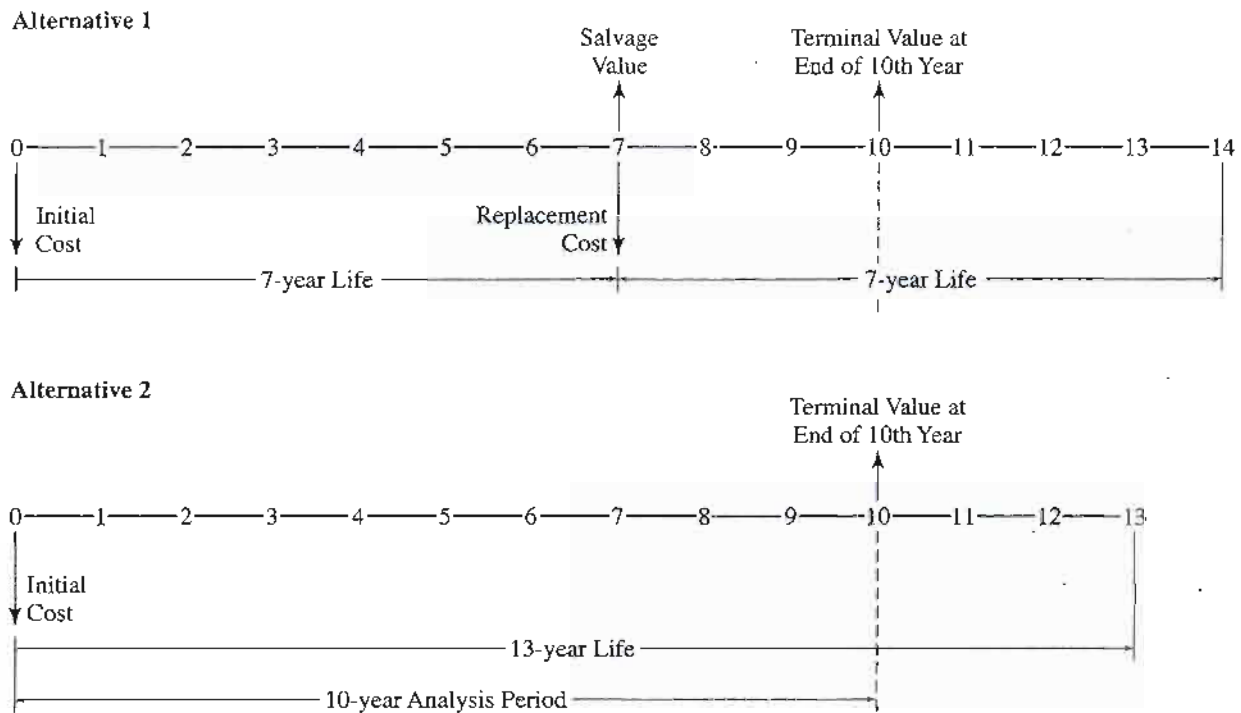 Alternative 1
Salvage
Value
Terminal Value at
End of 10th Year
0 1 2 3 4 5 6 7 8 9 10 11 12 13 14
Initial
Cost
Replacement
Cost
7-year Life
7-year Life
Alternative 2
Terminal Value at
End of 10th Year
0 1 2 3 4 5 6 7 8 9 10 11 12 13
Initial
Cost
13-year Life
10-year Analysis Period